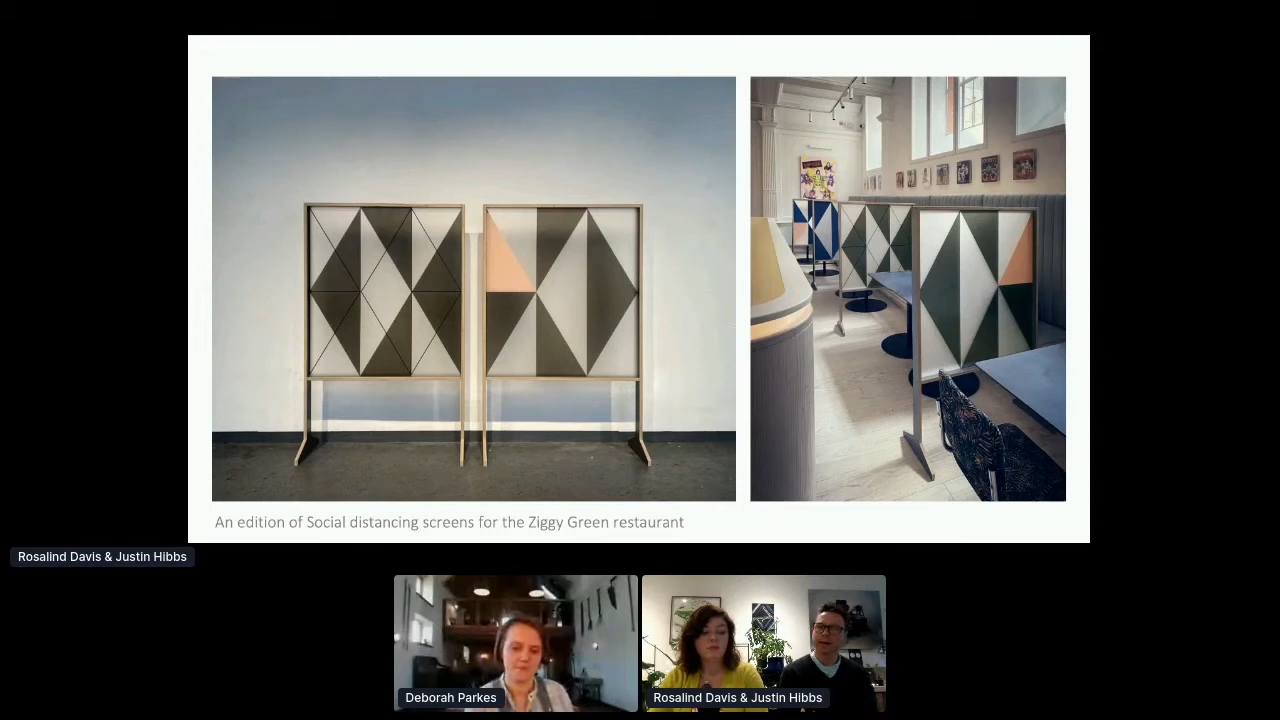 An edition of Social distancing screens for the Ziggy Green restaurant
Rosalind Davis & Justin Hibbs
Deborah Parkes
Rosalind Davis & Justin Hibbs